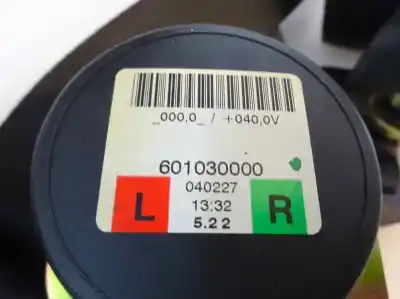 _000,0_ / +040,0V
601030000
040227
L 13:32 R
5.22